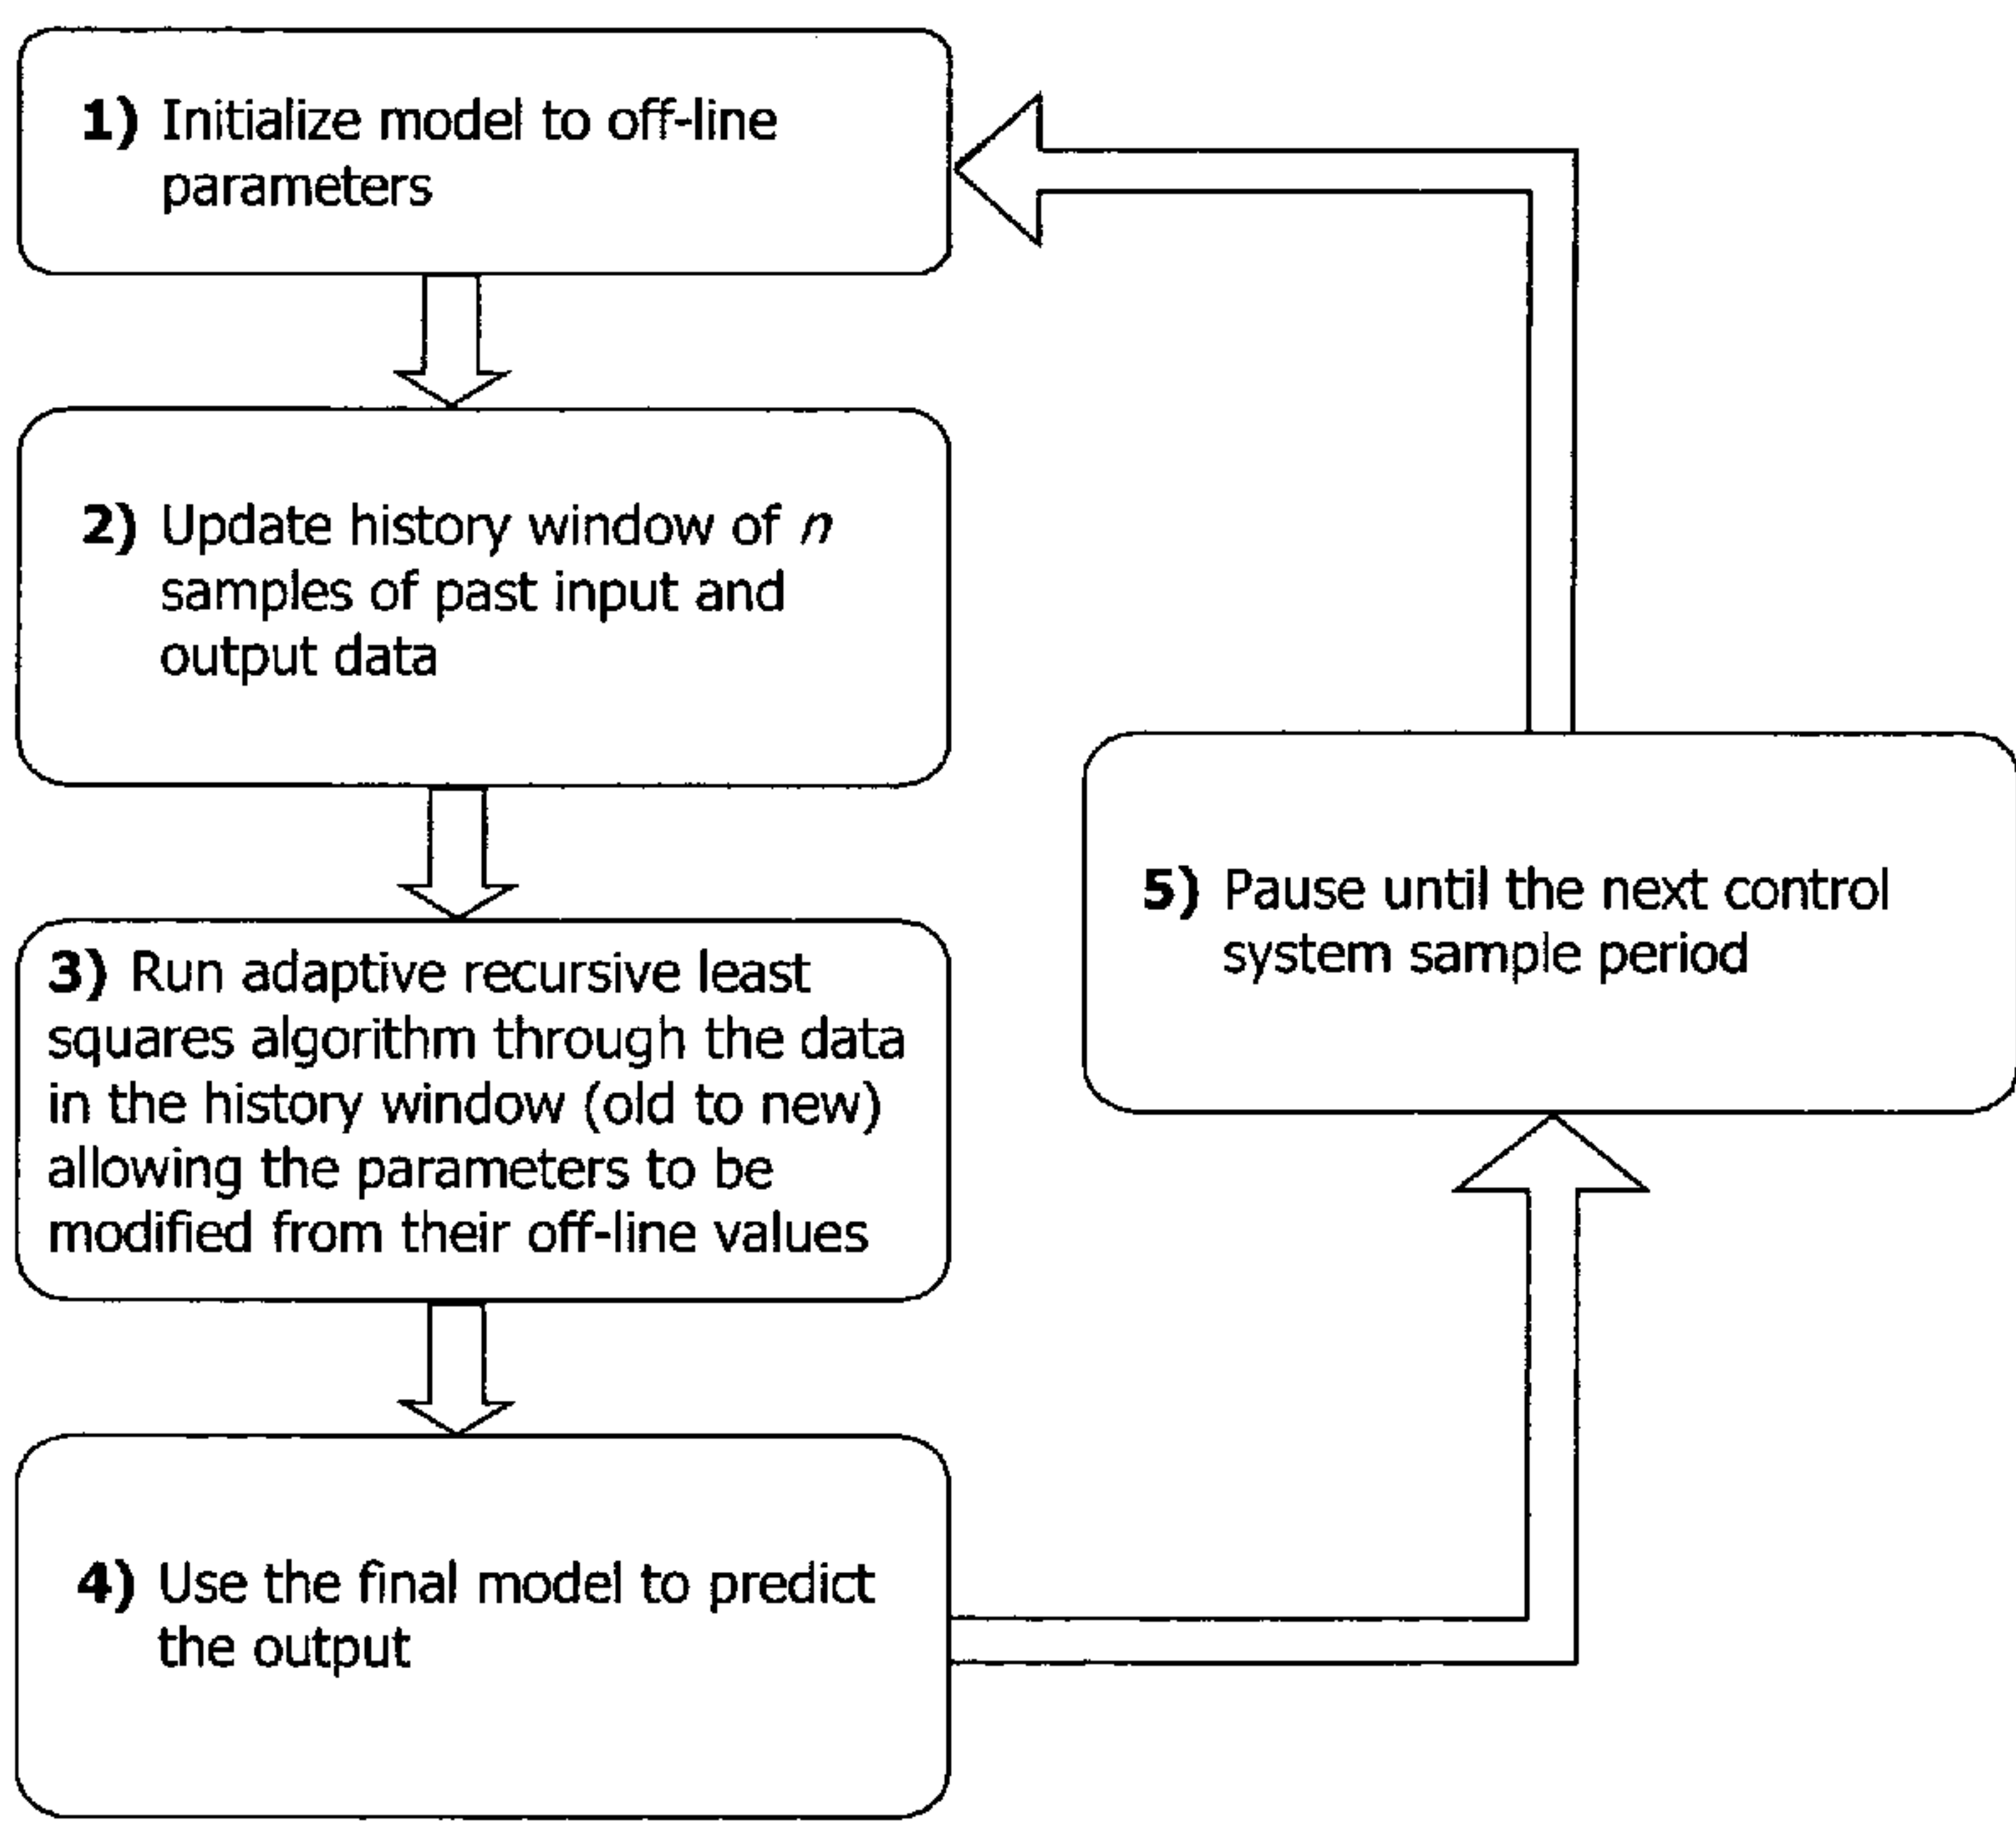 1) Initialize model to off-line
parameters
2) Update history window of n
samples of past input and
output data
3) Run adaptive recursive least
squares algorithm through the data
in the history window (old to new)
allowing the parameters to be
modified from their off-line values
4) Use the final model to predict
the output
5) Pause until the next control
system sample period